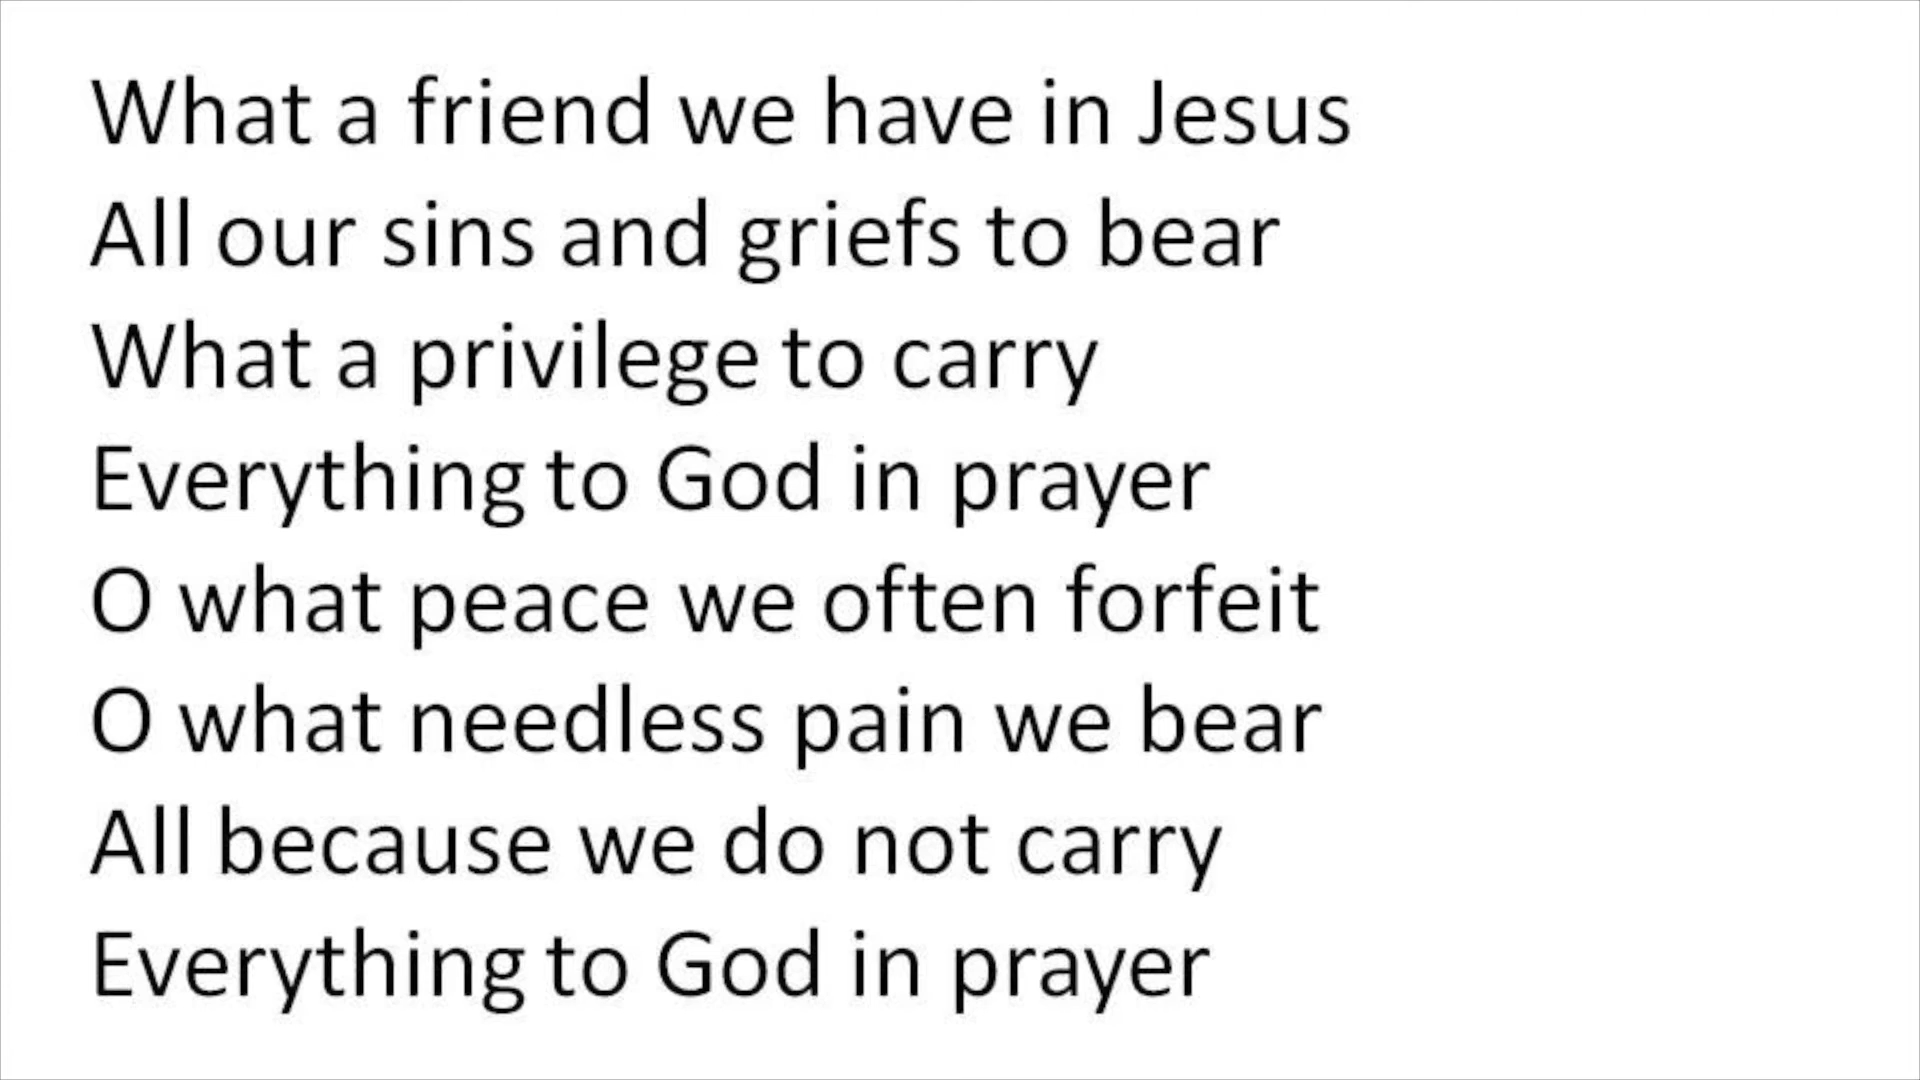 What a friend we have in Jesus
All our sins and griefs to bear
What a privilege to carry
Everything to God in prayer
O what peace we often forfeit
O what needless pain we bear
All because we do not carry
Everything to God in prayer